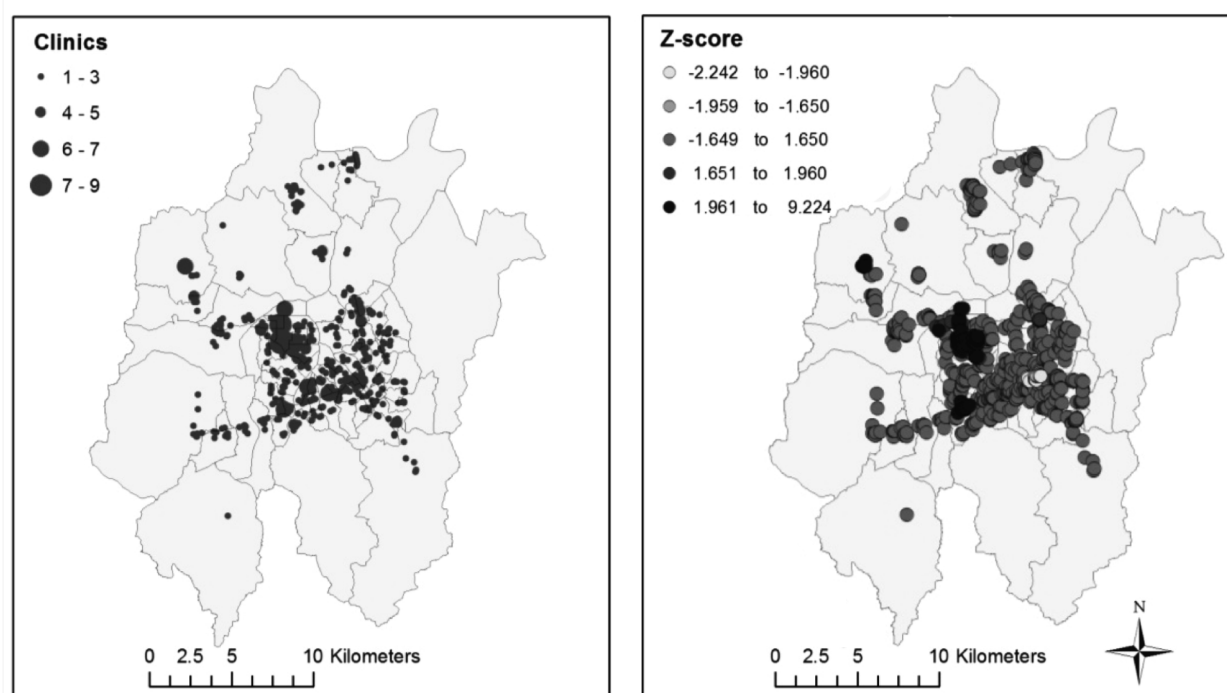 Clinics
1 - 3
4 - 5
6 - 7
7 - 9
0 2.5 5 10 Kilometers
Z-score
-2.242 to -1.960
-1.959 to -1.650
-1.649 to 1.650
1.651 to 1.960
1.961 to 9.224
N
0 2.5 5 10 Kilometers